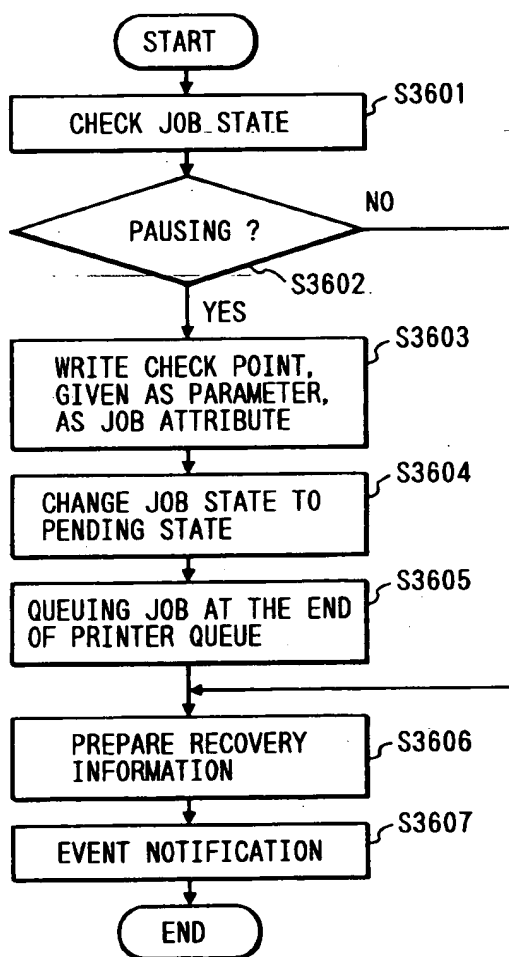 START
S3601
CHECK JOB STATE
NO
PAUSING ?
S3602
YES
S3603
WRITE CHECK POINT,
GIVEN AS PARAMETER,
AS JOB ATTRIBUTE
S3604
CHANGE JOB STATE TO
PENDING STATE
S3605
QUEUING JOB AT THE END
OF PRINTER QUEUE
S3606
PREPARE RECOVERY
INFORMATION
S3607
EVENT NOTIFICATION
END